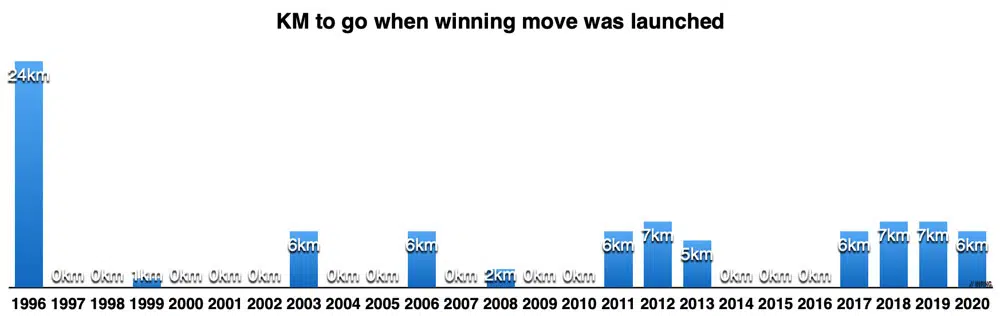 KM to go when winning move was launched
24km 0km 0km 1km 0km 0km 0km 6km 0km 0km 6km 0km 2km 0km 0km 6km 7km 5km 0km 0km 0km 6km 7km 7km 6km
1996 1997 1998 1999 2000 2001 2002 2003 2004 2005 2006 2007 2008 2009 2010 2011 2012 2013 2014 2015 2016 2017 2018 2019 2020